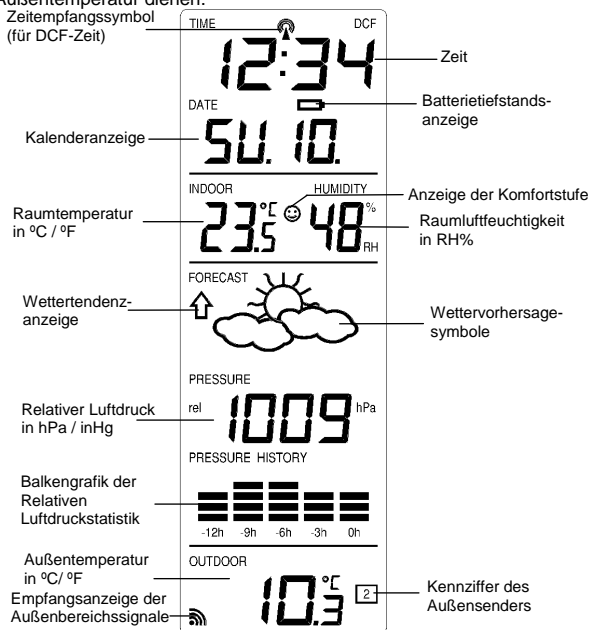 Außentemperatur dienen:
Zeitempfangssymbol
(für DCF-Zeit)
TIME
DCF
12:34
Zeit
DATE
Batterietiefstands-
anzeige
SU. 10.
Kalenderanzeige
INDOOR
HUMIDITY
Anzeige der Komfortstufe
Raumtemperatur
in ºC / ºF
23.5 °C
48 % RH
Raumluftfeuchtigkeit
in RH%
FORECAST
Wettertendenz-
anzeige
Wettervorhersage-
symbole
PRESSURE
Relativer Luftdruck
in hPa / inHg
rel 1009 hPa
PRESSURE HISTORY
Balkengrafik der
Relativen
Luftdruckstatistik
-12h -9h -6h -3h 0h
Außentemperatur
in ºC/ ºF
OUTDOOR
10.3 °C
2
Kennziffer des
Außensenders
Empfangsanzeige der
Außenbereichssignale